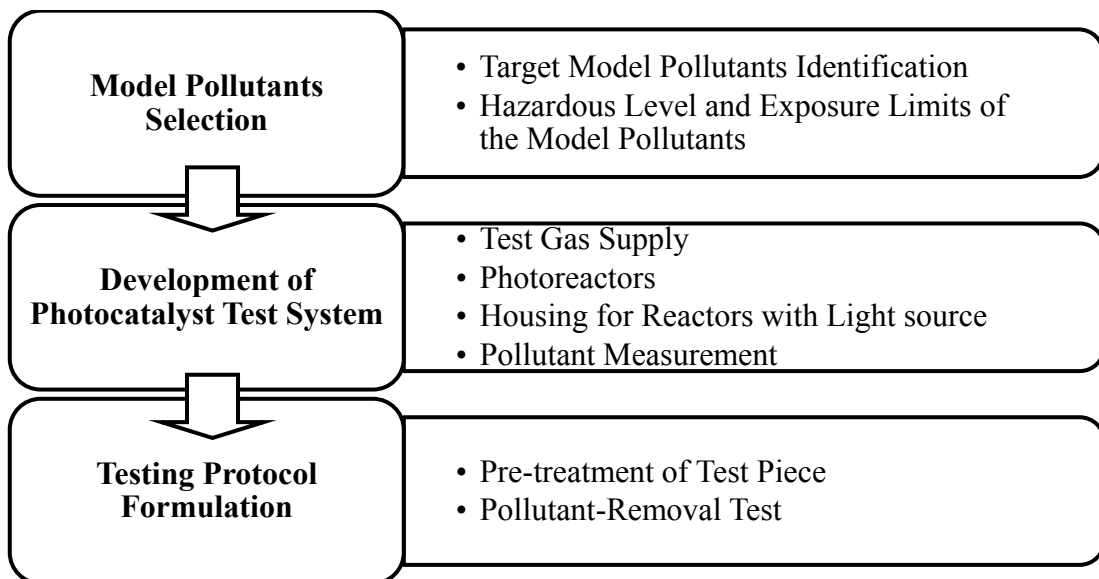 Model Pollutants
Selection
• Target Model Pollutants Identification
• Hazardous Level and Exposure Limits of
the Model Pollutants
Development of
Photocatalyst Test System
• Test Gas Supply
• Photoreactors
• Housing for Reactors with Light source
• Pollutant Measurement
Testing Protocol
Formulation
• Pre-treatment of Test Piece
• Pollutant-Removal Test